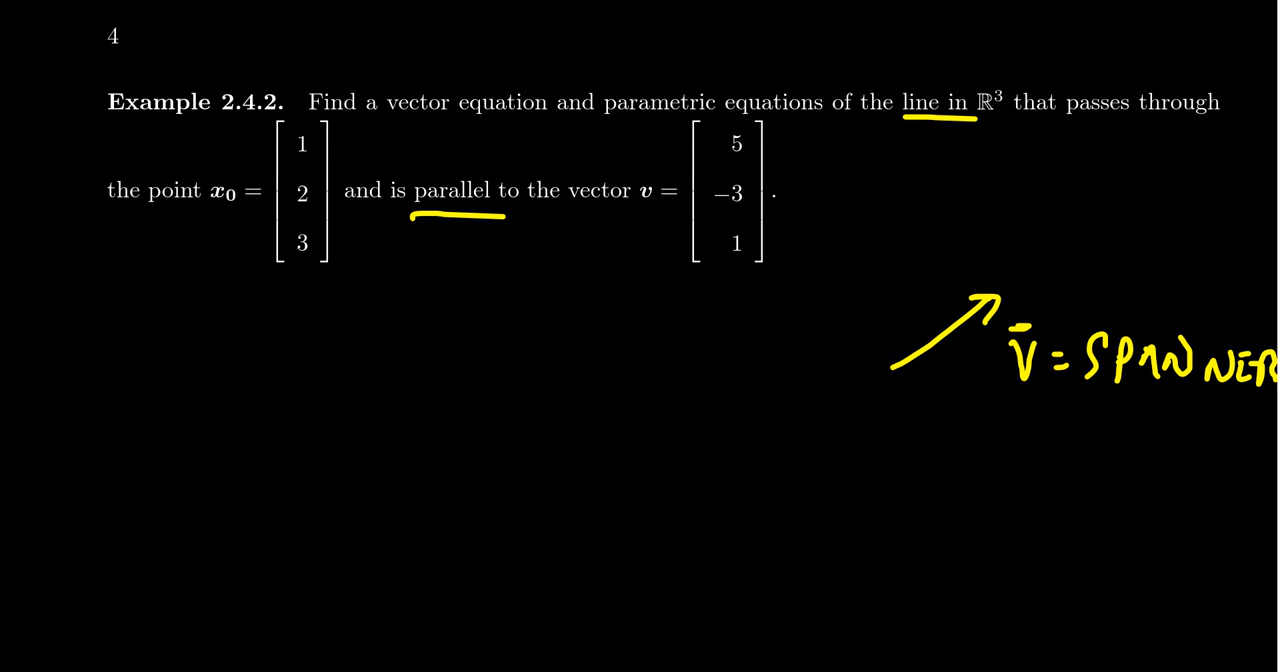 4
Example 2.4.2. Find a vector equation and parametric equations of the line in ℝ³ that passes through
the point x₀ = [1 2 3] and is parallel to the vector v = [5 −3 1].
v̄ = SPAN